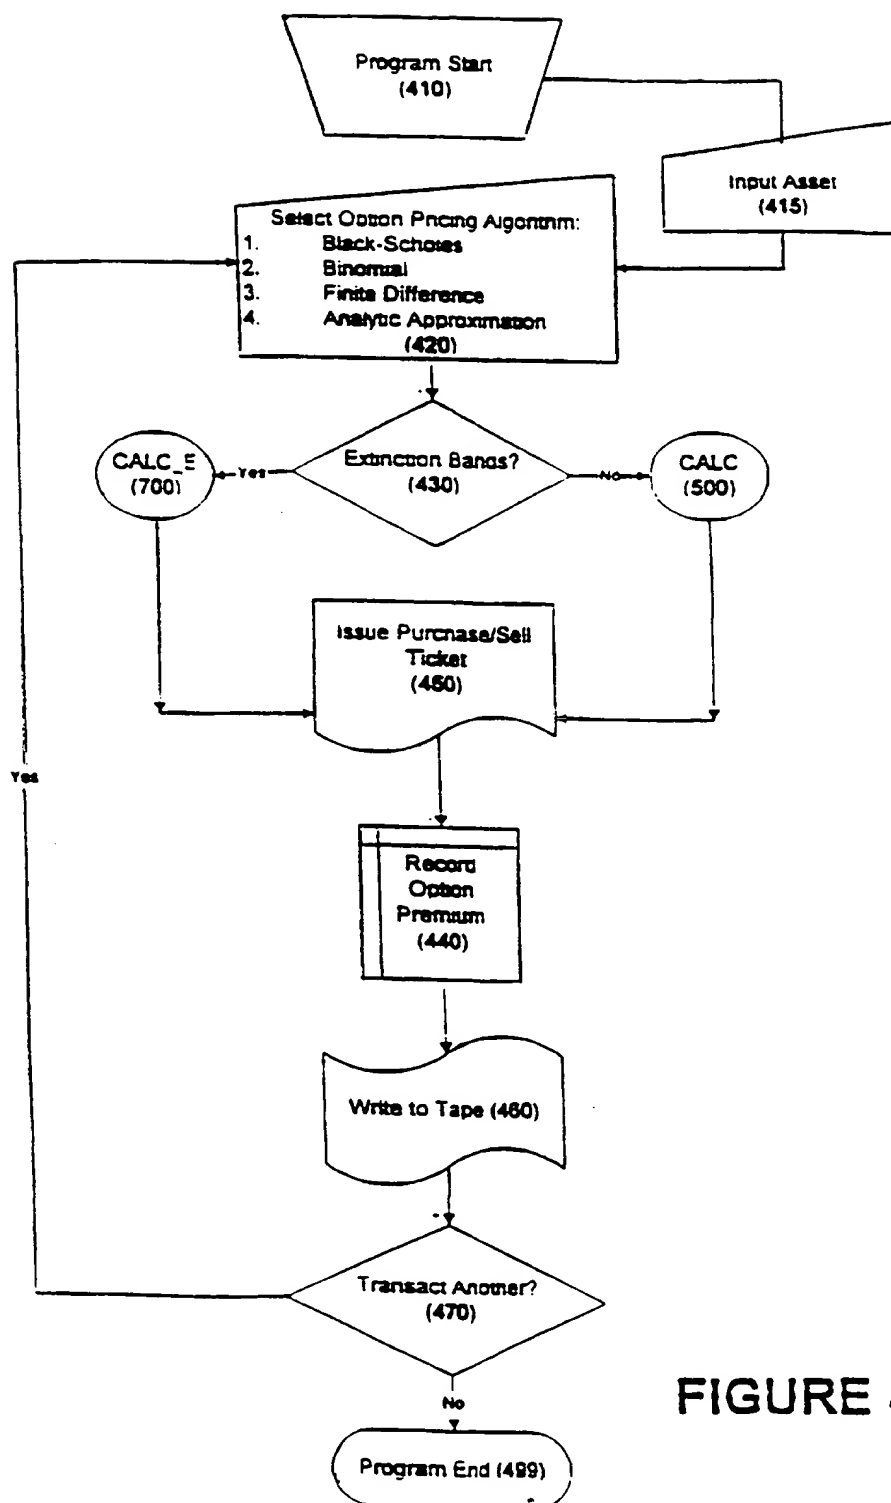 Program Start
(410)
Input Asset
(415)
Select Option Pricing Algorithm:
1. Black-Scholes
2. Binomial
3. Finite Difference
4. Analytic Approximation
(420)
Extinction Bands?
(430)
Yes
No
CALC_E
(700)
CALC
(500)
Issue Purchase/Sell
Ticket
(450)
Yes
Record
Option
Premium
(440)
Write to Tape (460)
Transact Another?
(470)
No
Program End (499)
FIGURE